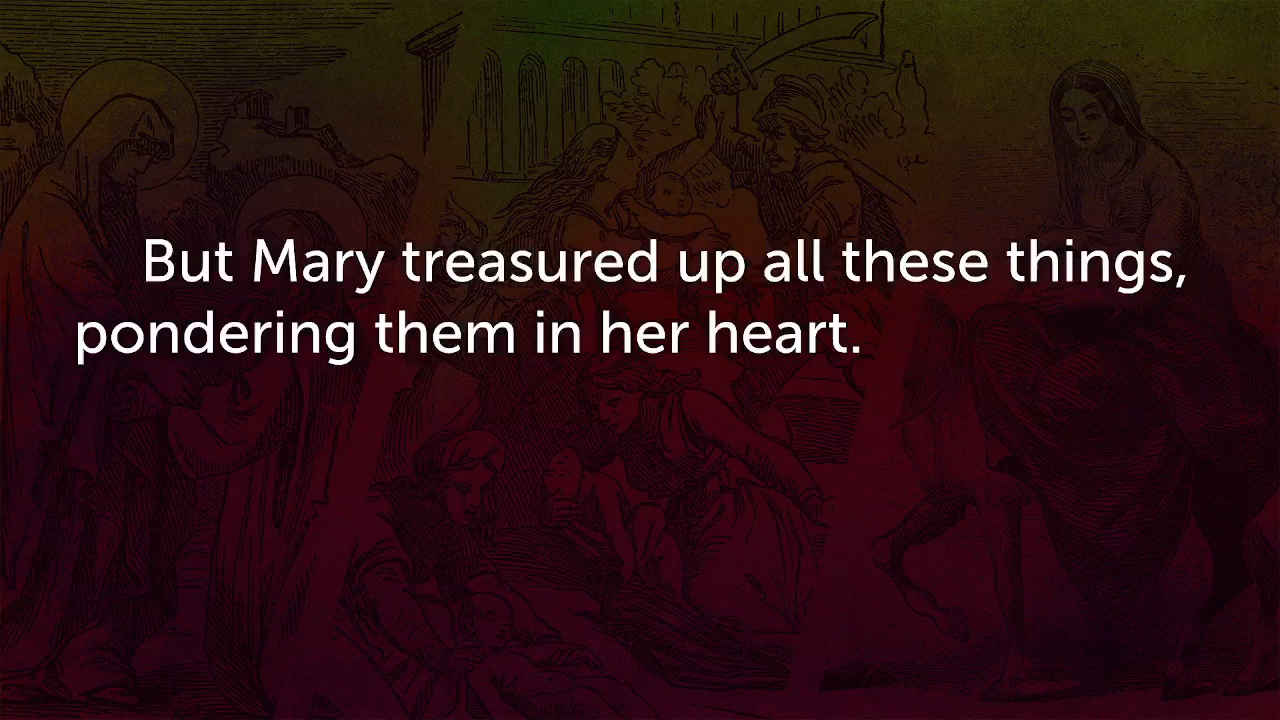 But Mary treasured up all these things,
pondering them in her heart.